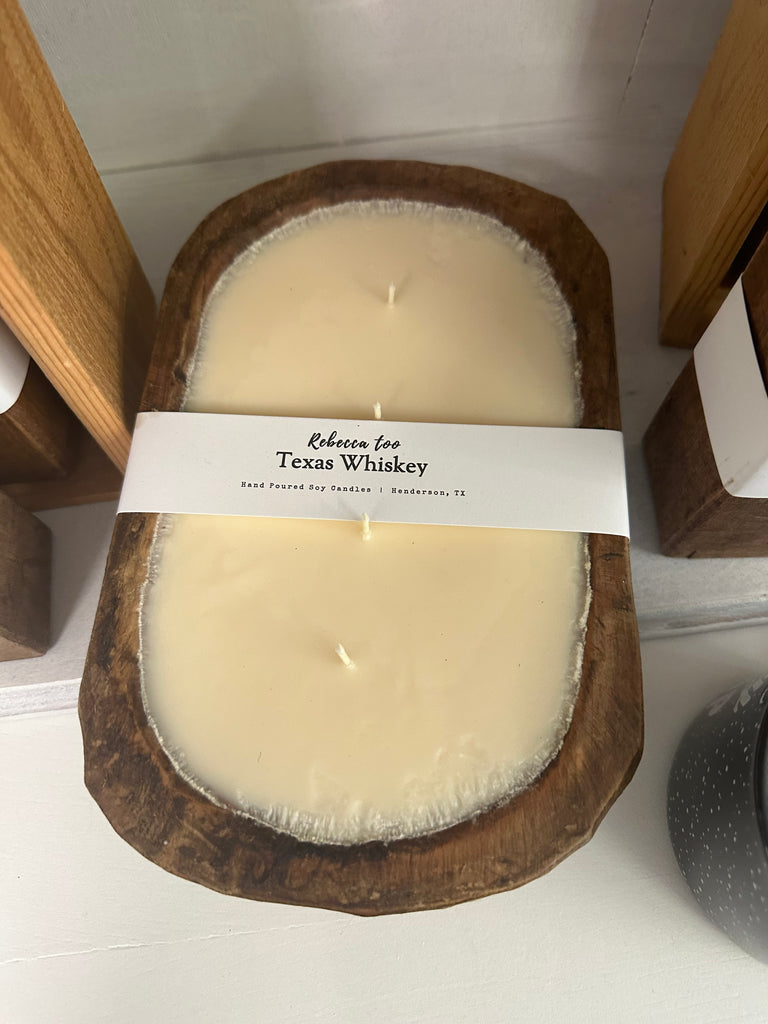 Rebecca too
Texas Whiskey
Hand Poured Soy Candles | Henderson, TX